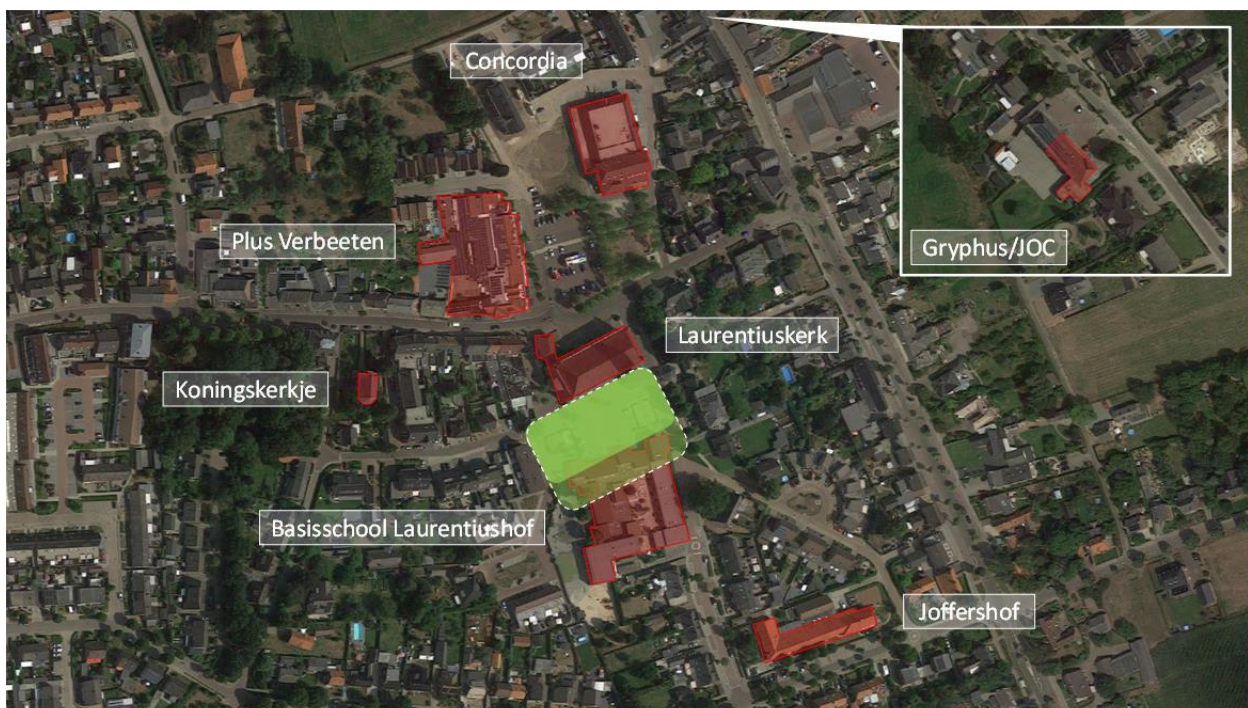 Concordia
Plus Verbeeten
Gryphus/JOC
Laurentiuskerk
Koningskerkje
Basisschool Laurentiushof
Joffershof